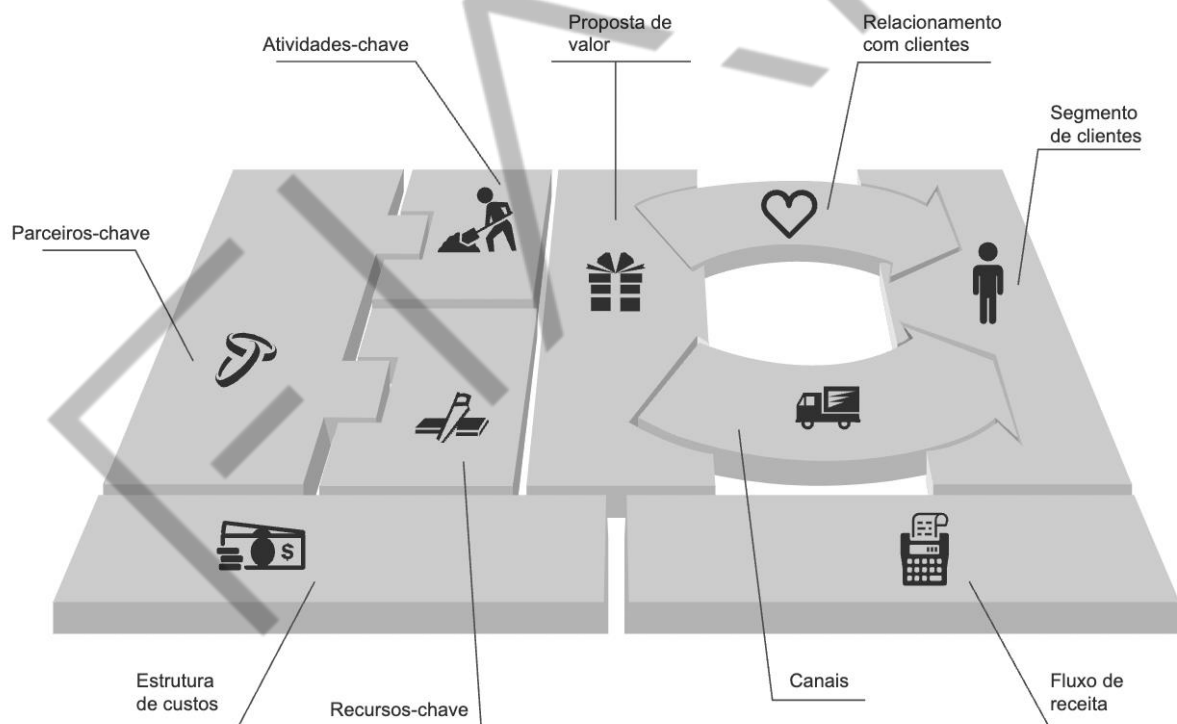 Proposta de
valor
Relacionamento
com clientes
Atividades-chave
Segmento
de clientes
Parceiros-chave
$
Estrutura
de custos
Recursos-chave
Canais
Fluxo de
receita